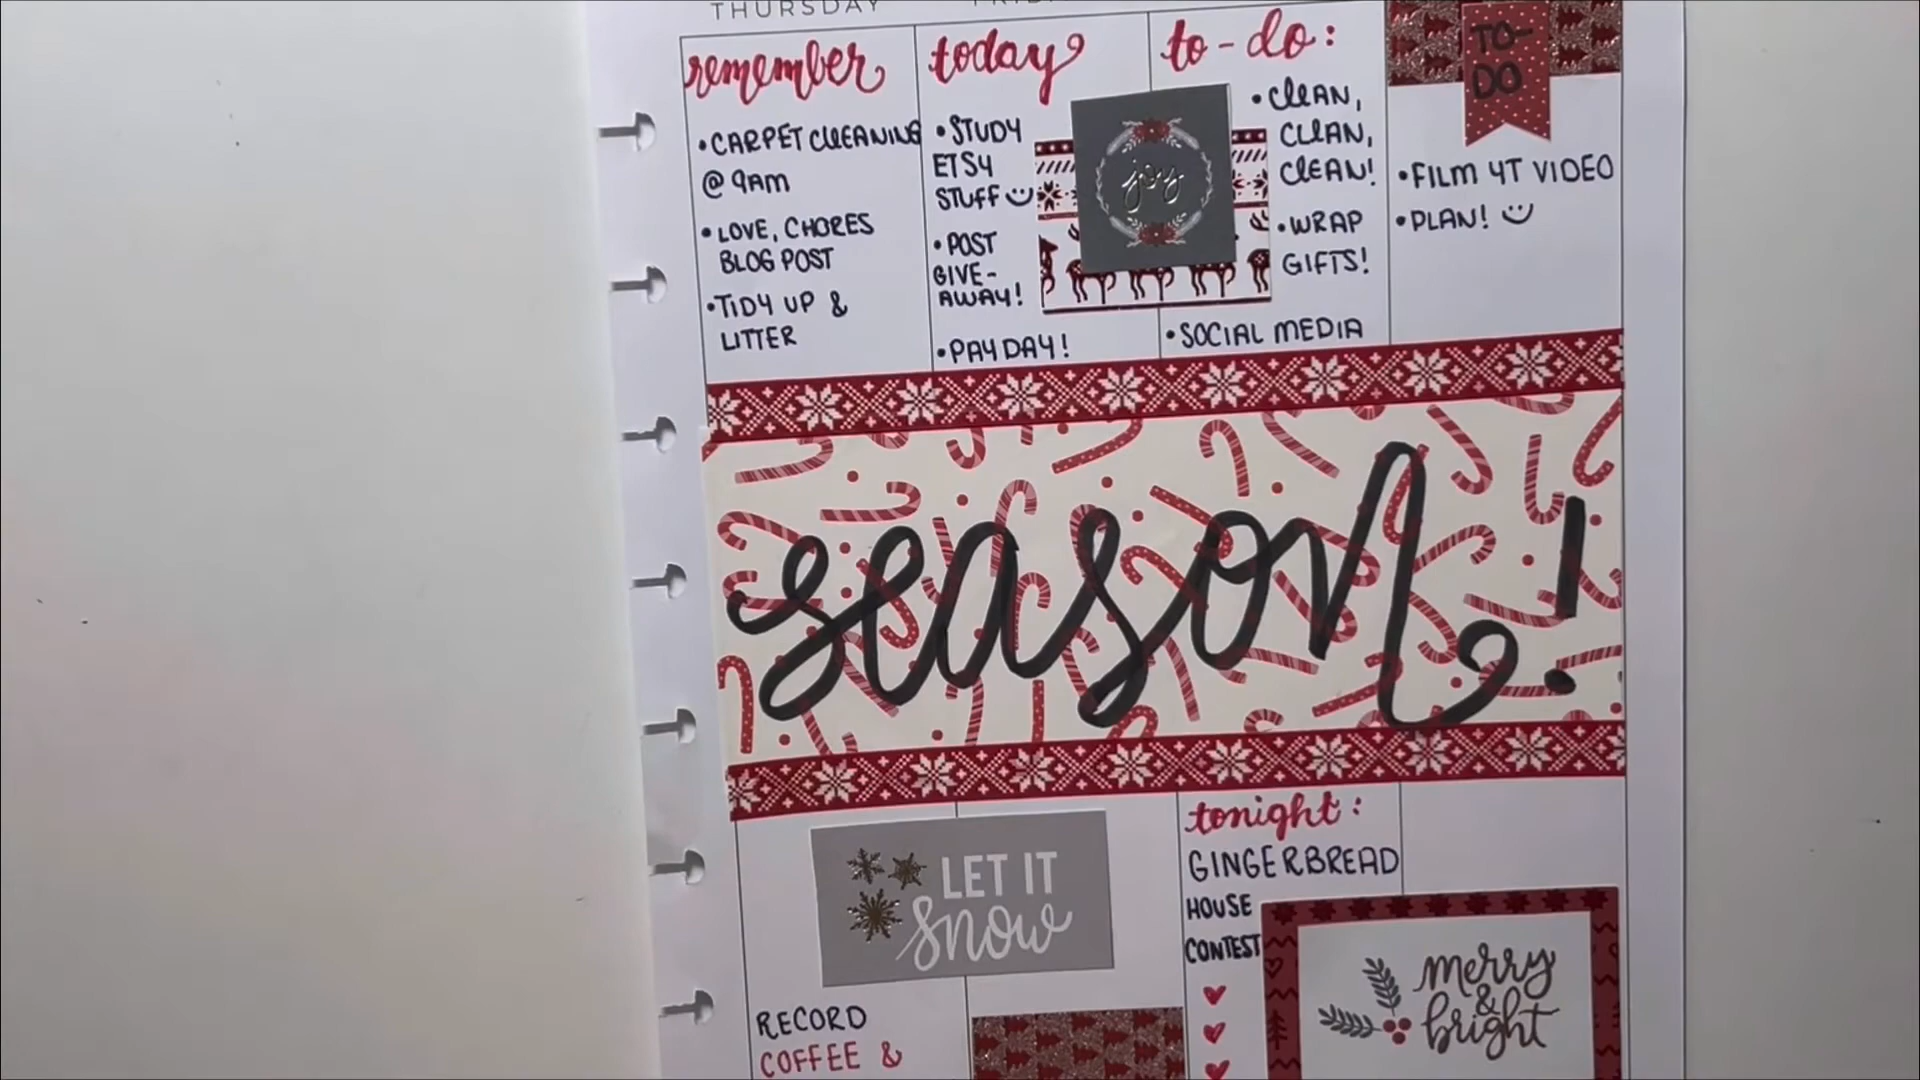 THURSDAY
remember
• CARPET CLEANING
@ 9AM
• LOVE, CHORES
BLOG POST
• TIDY UP &
LITTER
today
• STUDY
ETSY
STUFF
• POST
GIVE-
AWAY!
• PAYDAY!
joy
to-do:
• CLEAN,
CLEAN,
CLEAN!
• WRAP
GIFTS!
• SOCIAL MEDIA
TO-
DO
• FILM YT VIDEO
• PLAN!
season!
LET IT
snow
RECORD
COFFEE &
tonight:
GINGERBREAD
HOUSE
CONTEST
merry
&
bright